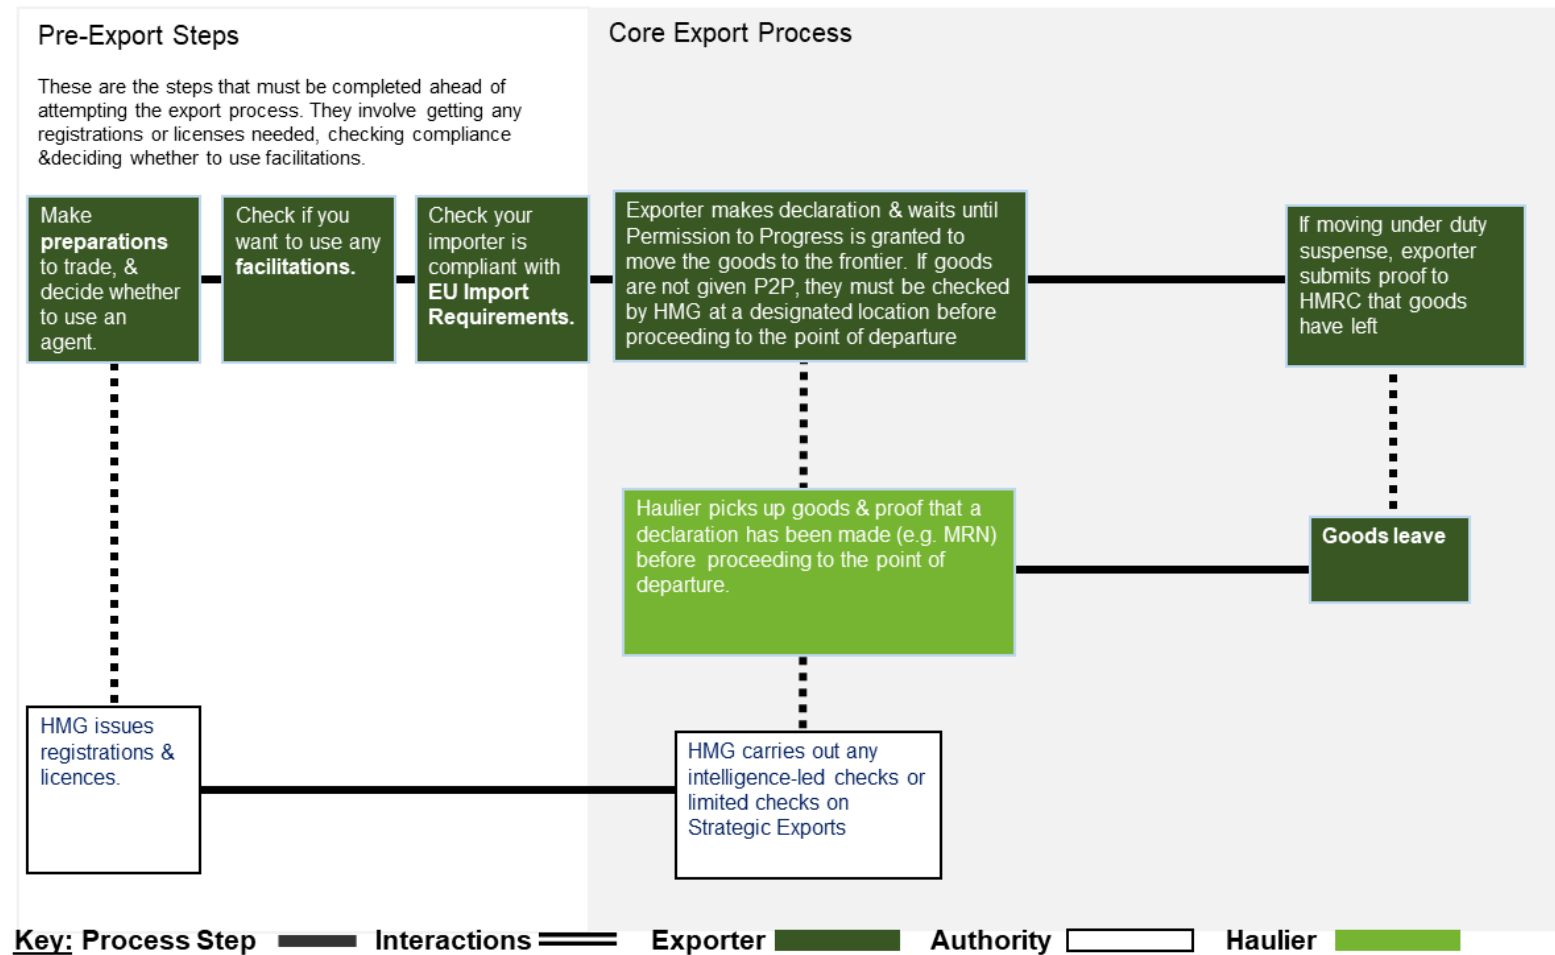 Pre-Export Steps
These are the steps that must be completed ahead of
attempting the export process. They involve getting any
registrations or licenses needed, checking compliance
&deciding whether to use facilitations.
Core Export Process
Make
preparations
to trade, &
decide whether
to use an
agent.
Check if you
want to use any
facilitations.
Check your
importer is
compliant with
EU Import
Requirements.
Exporter makes declaration & waits until
Permission to Progress is granted to
move the goods to the frontier. If goods
are not given P2P, they must be checked
by HMG at a designated location before
proceeding to the point of departure
If moving under duty
suspense, exporter
submits proof to
HMRC that goods
have left
Haulier picks up goods & proof that a
declaration has been made (e.g. MRN)
before proceeding to the point of
departure.
Goods leave
HMG issues
registrations &
licences.
HMG carries out any
intelligence-led checks or
limited checks on
Strategic Exports
Key: Process Step Interactions Exporter Authority Haulier